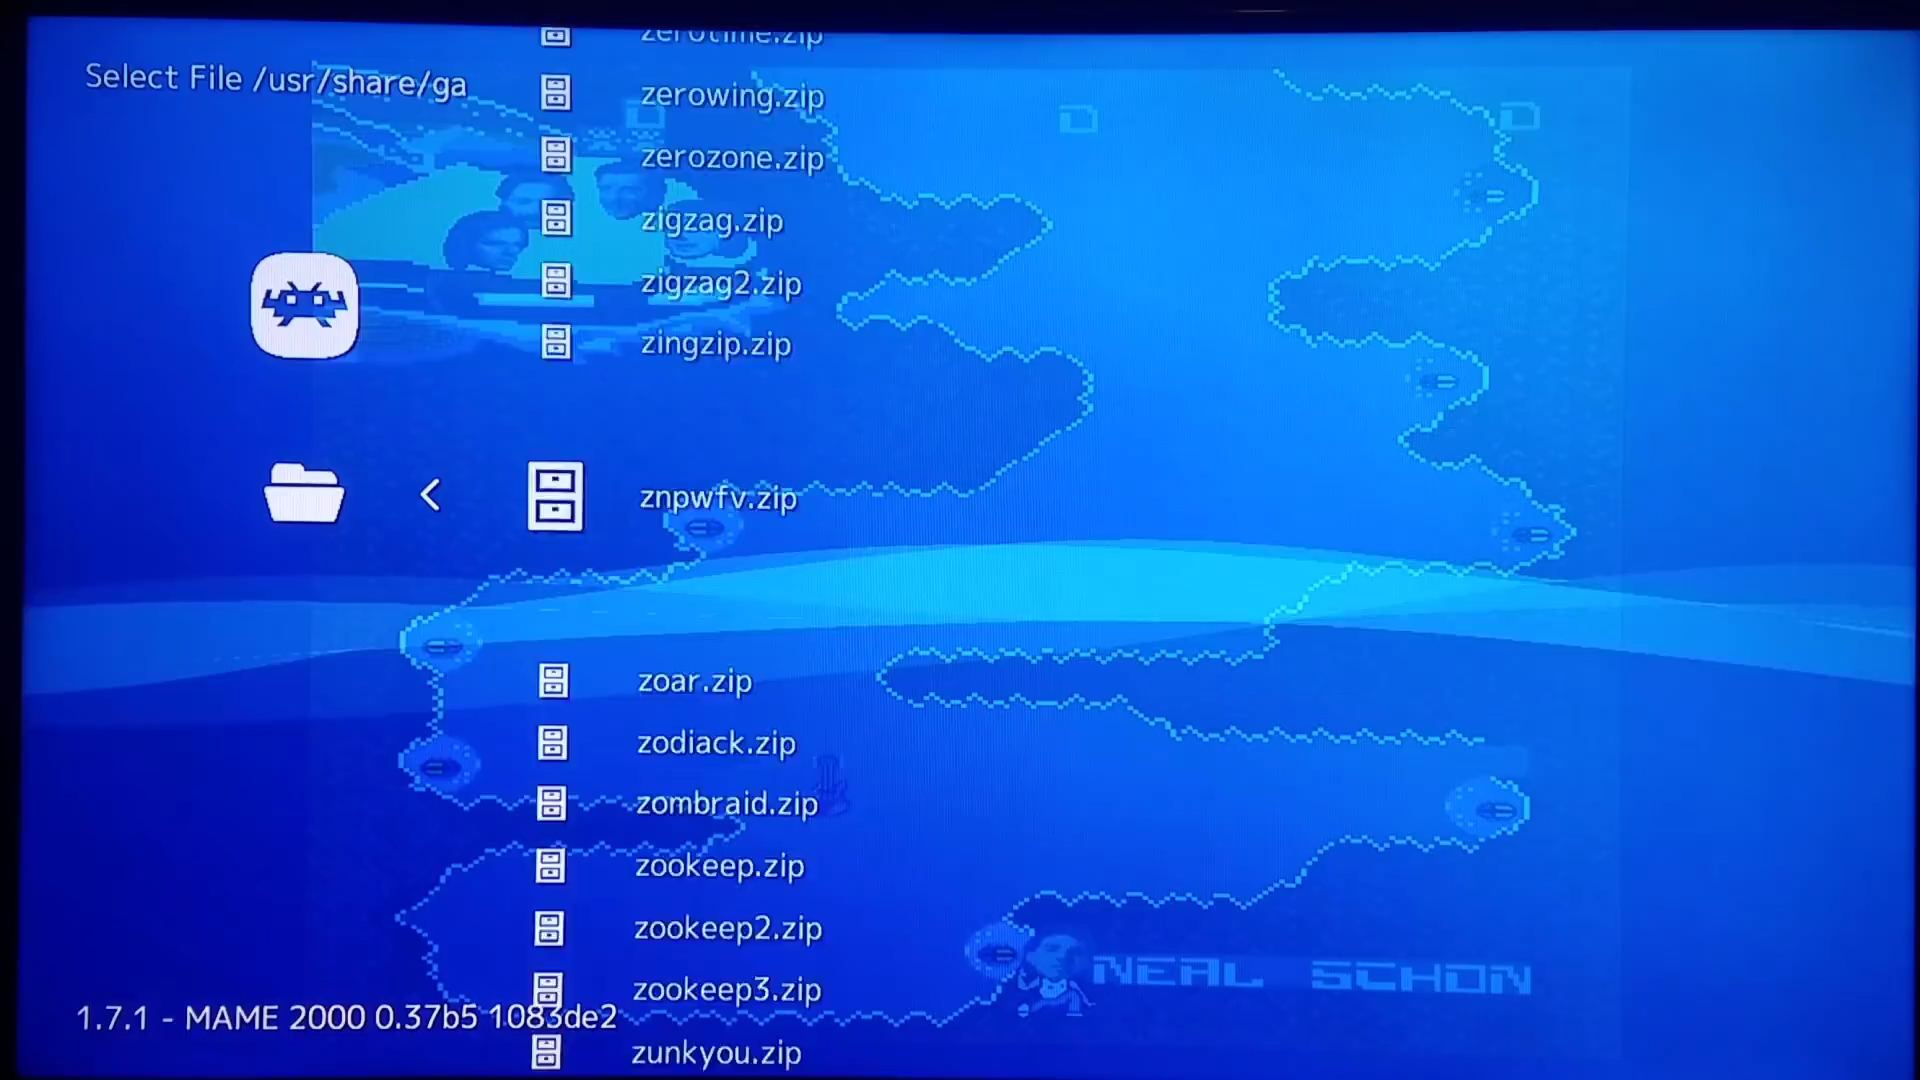 zerotime.zip
Select File /usr/share/ga
zerowing.zip
zerozone.zip
zigzag.zip
zigzag2.zip
zingzip.zip
znpwfv.zip
zoar.zip
zodiack.zip
zombraid.zip
zookeep.zip
zookeep2.zip
NEAL SCHON
zookeep3.zip
1.7.1 - MAME 2000 0.37b5 1083de2
zunkyou.zip